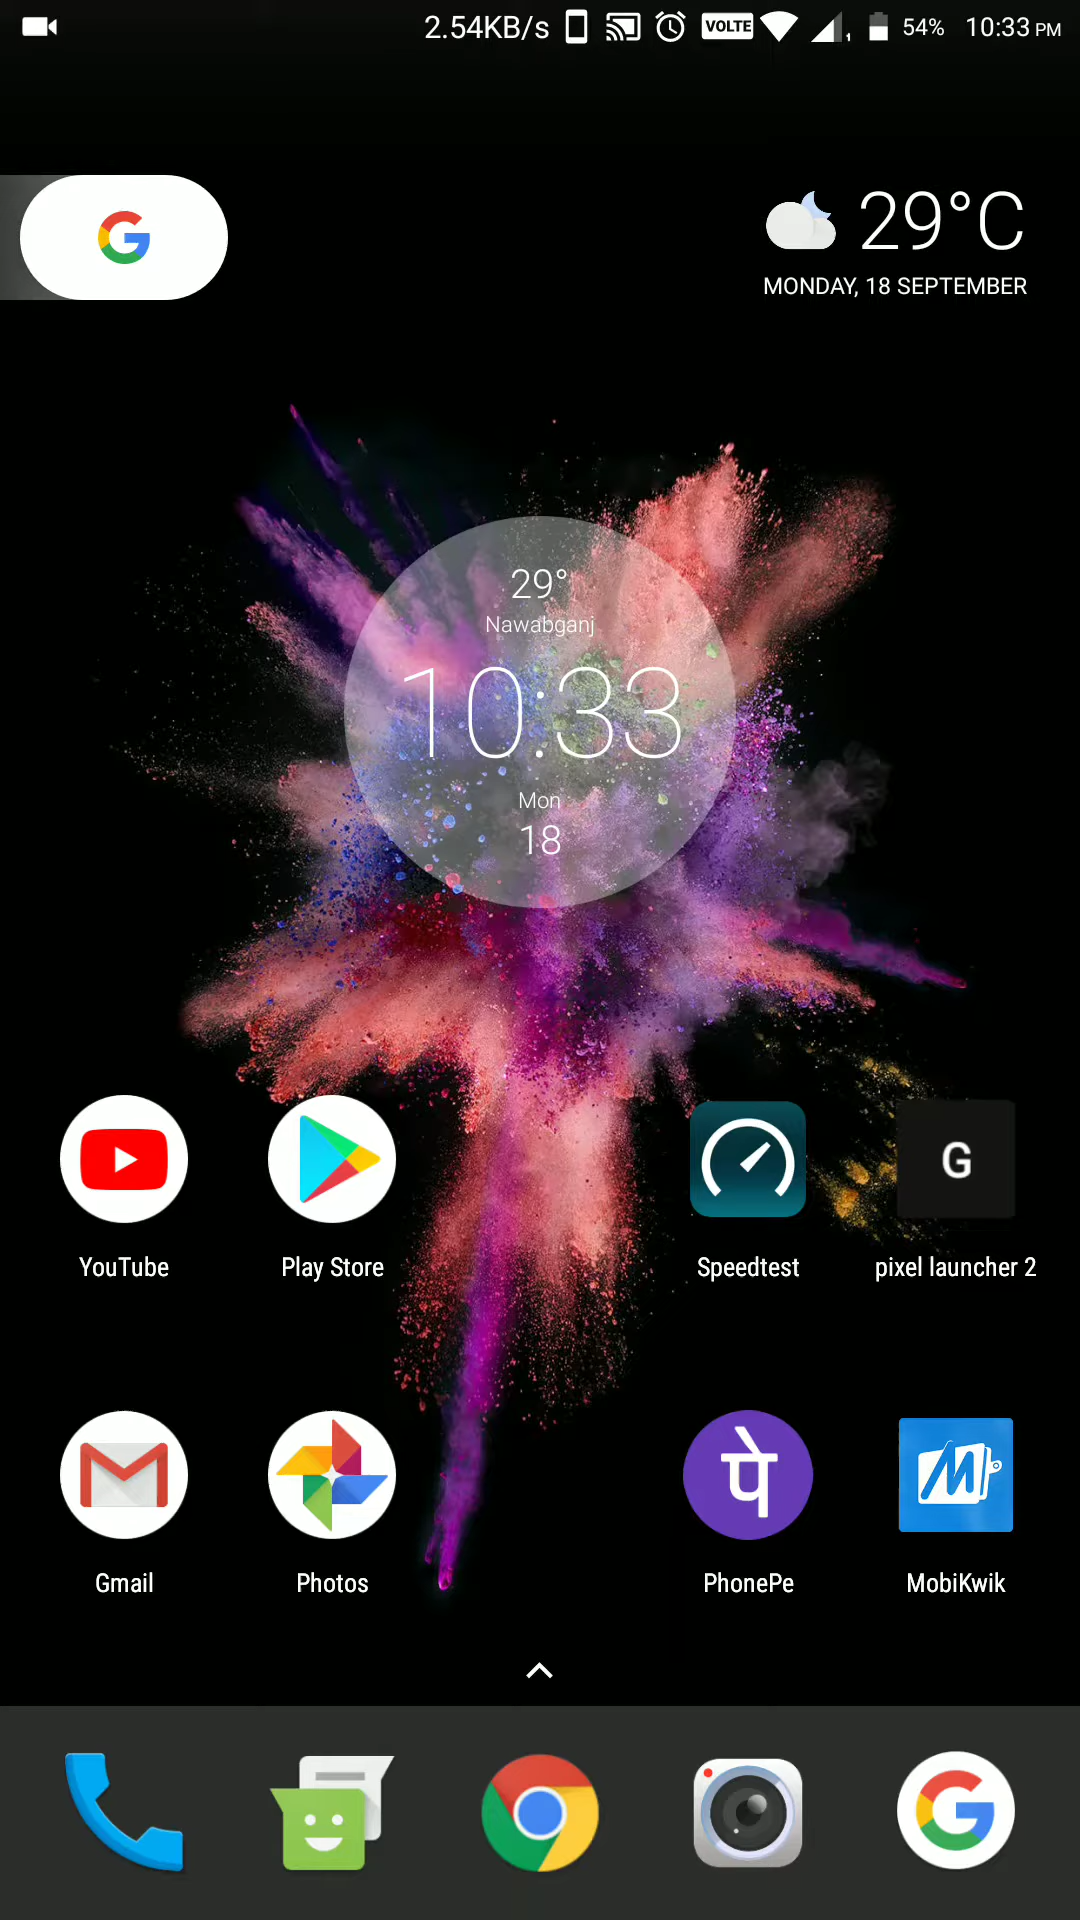 2.54KB/s VOLTE 1 54% 10:33 PM
G
29°C
MONDAY, 18 SEPTEMBER
29°
Nawabganj
10:33
Mon
18
G
YouTube
Play Store
Speedtest
pixel launcher 2
पे
M
Gmail
Photos
PhonePe
MobiKwik
G